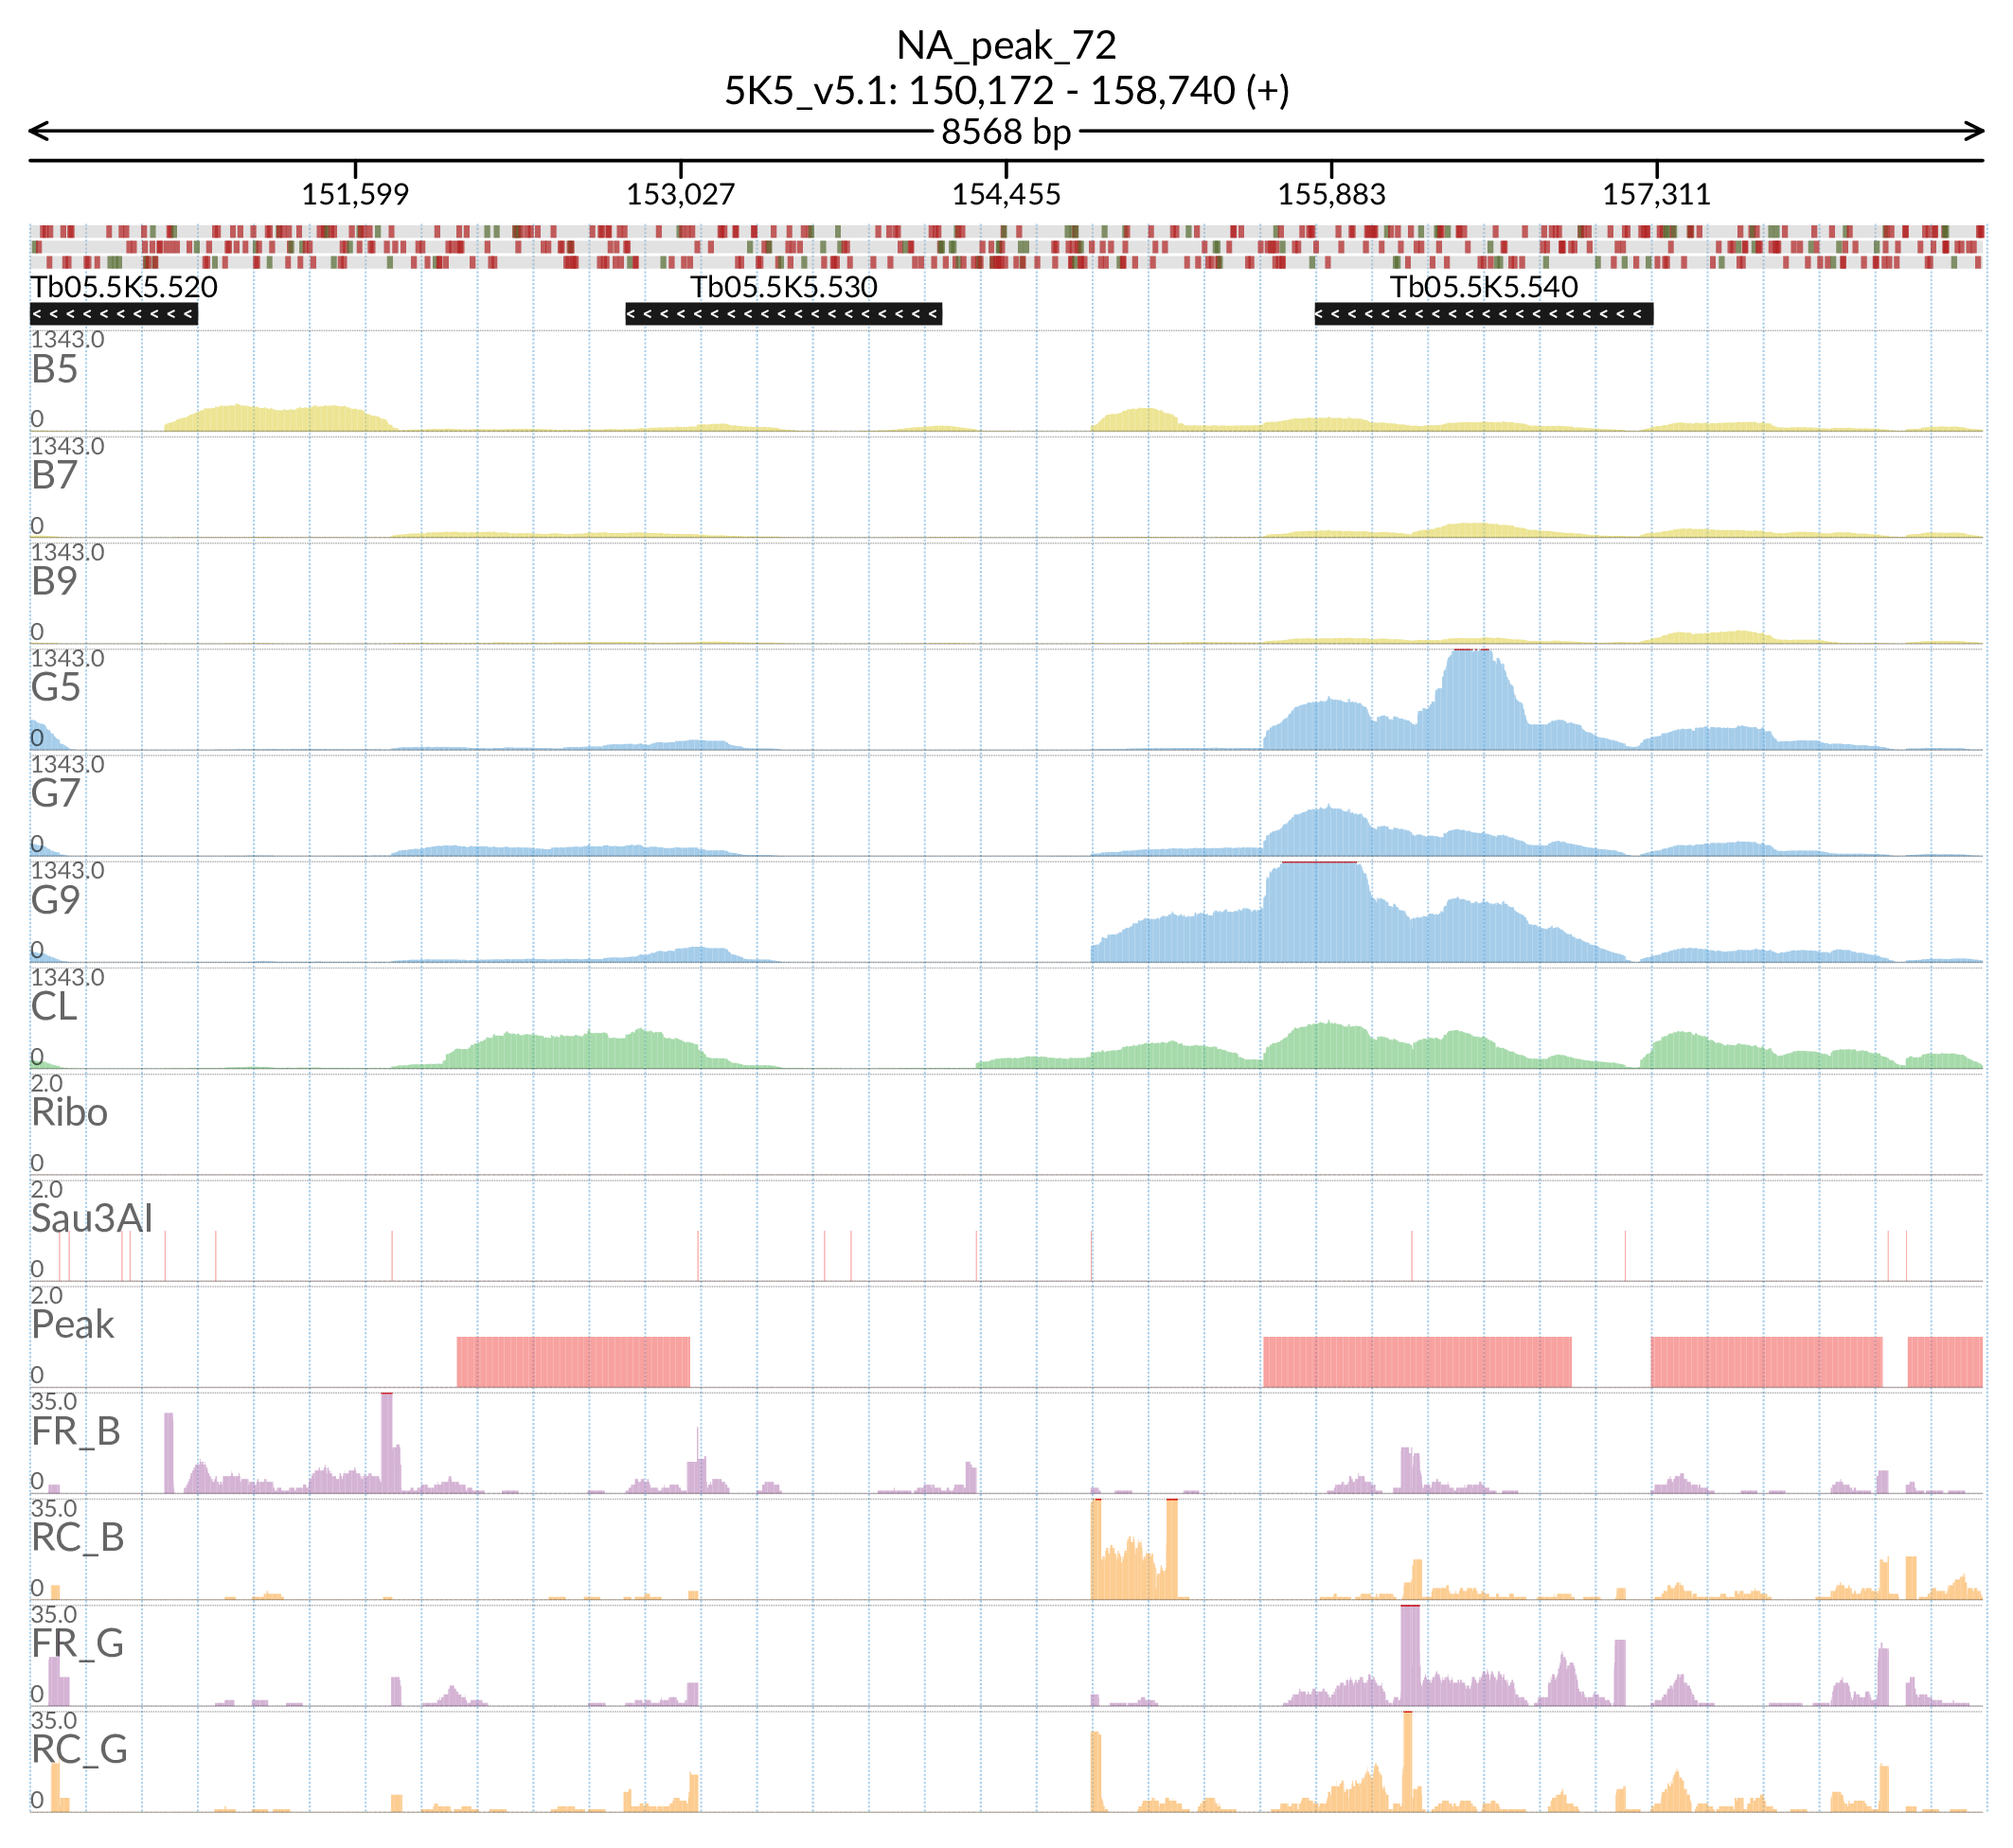 NA_peak_72
5K5_v5.1: 150,172 - 158,740 (+)
8568 bp
151,599 153,027 154,455 155,883 157,311
Tb05.5K5.520 Tb05.5K5.530 Tb05.5K5.540
1343.0
B5
0
1343.0
B7
0
1343.0
B9
0
1343.0
G5
0
1343.0
G7
0
1343.0
G9
0
1343.0
CL
0
2.0
Ribo
0
2.0
Sau3AI
0
2.0
Peak
0
35.0
FR_B
0
35.0
RC_B
0
35.0
FR_G
0
35.0
RC_G
0